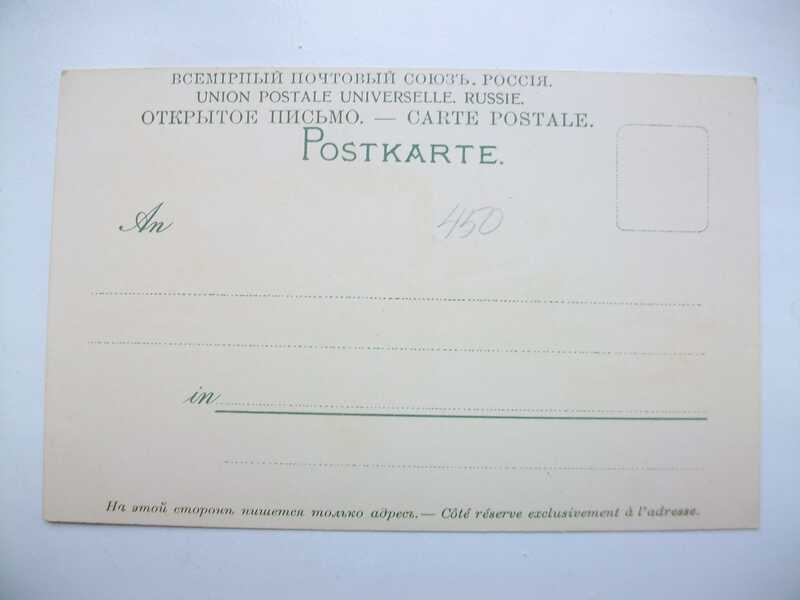 ВСЕМІРНЫЙ ПОЧТОВЫЙ СОЮЗЪ. РОССІЯ.
UNION POSTALE UNIVERSELLE. RUSSIE.
ОТКРЫТОЕ ПИСЬМО. — CARTE POSTALE.
POSTKARTE.
An
450
in
На этой сторонѣ пишется только адресъ. — Côté réserve exclusivement à l'adresse.